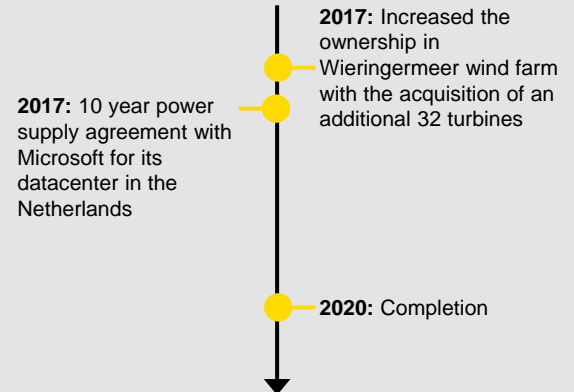 2017: Increased the
ownership in
Wieringermeer wind farm
with the acquisition of an
additional 32 turbines
2017: 10 year power
supply agreement with
Microsoft for its
datacenter in the
Netherlands
2020: Completion